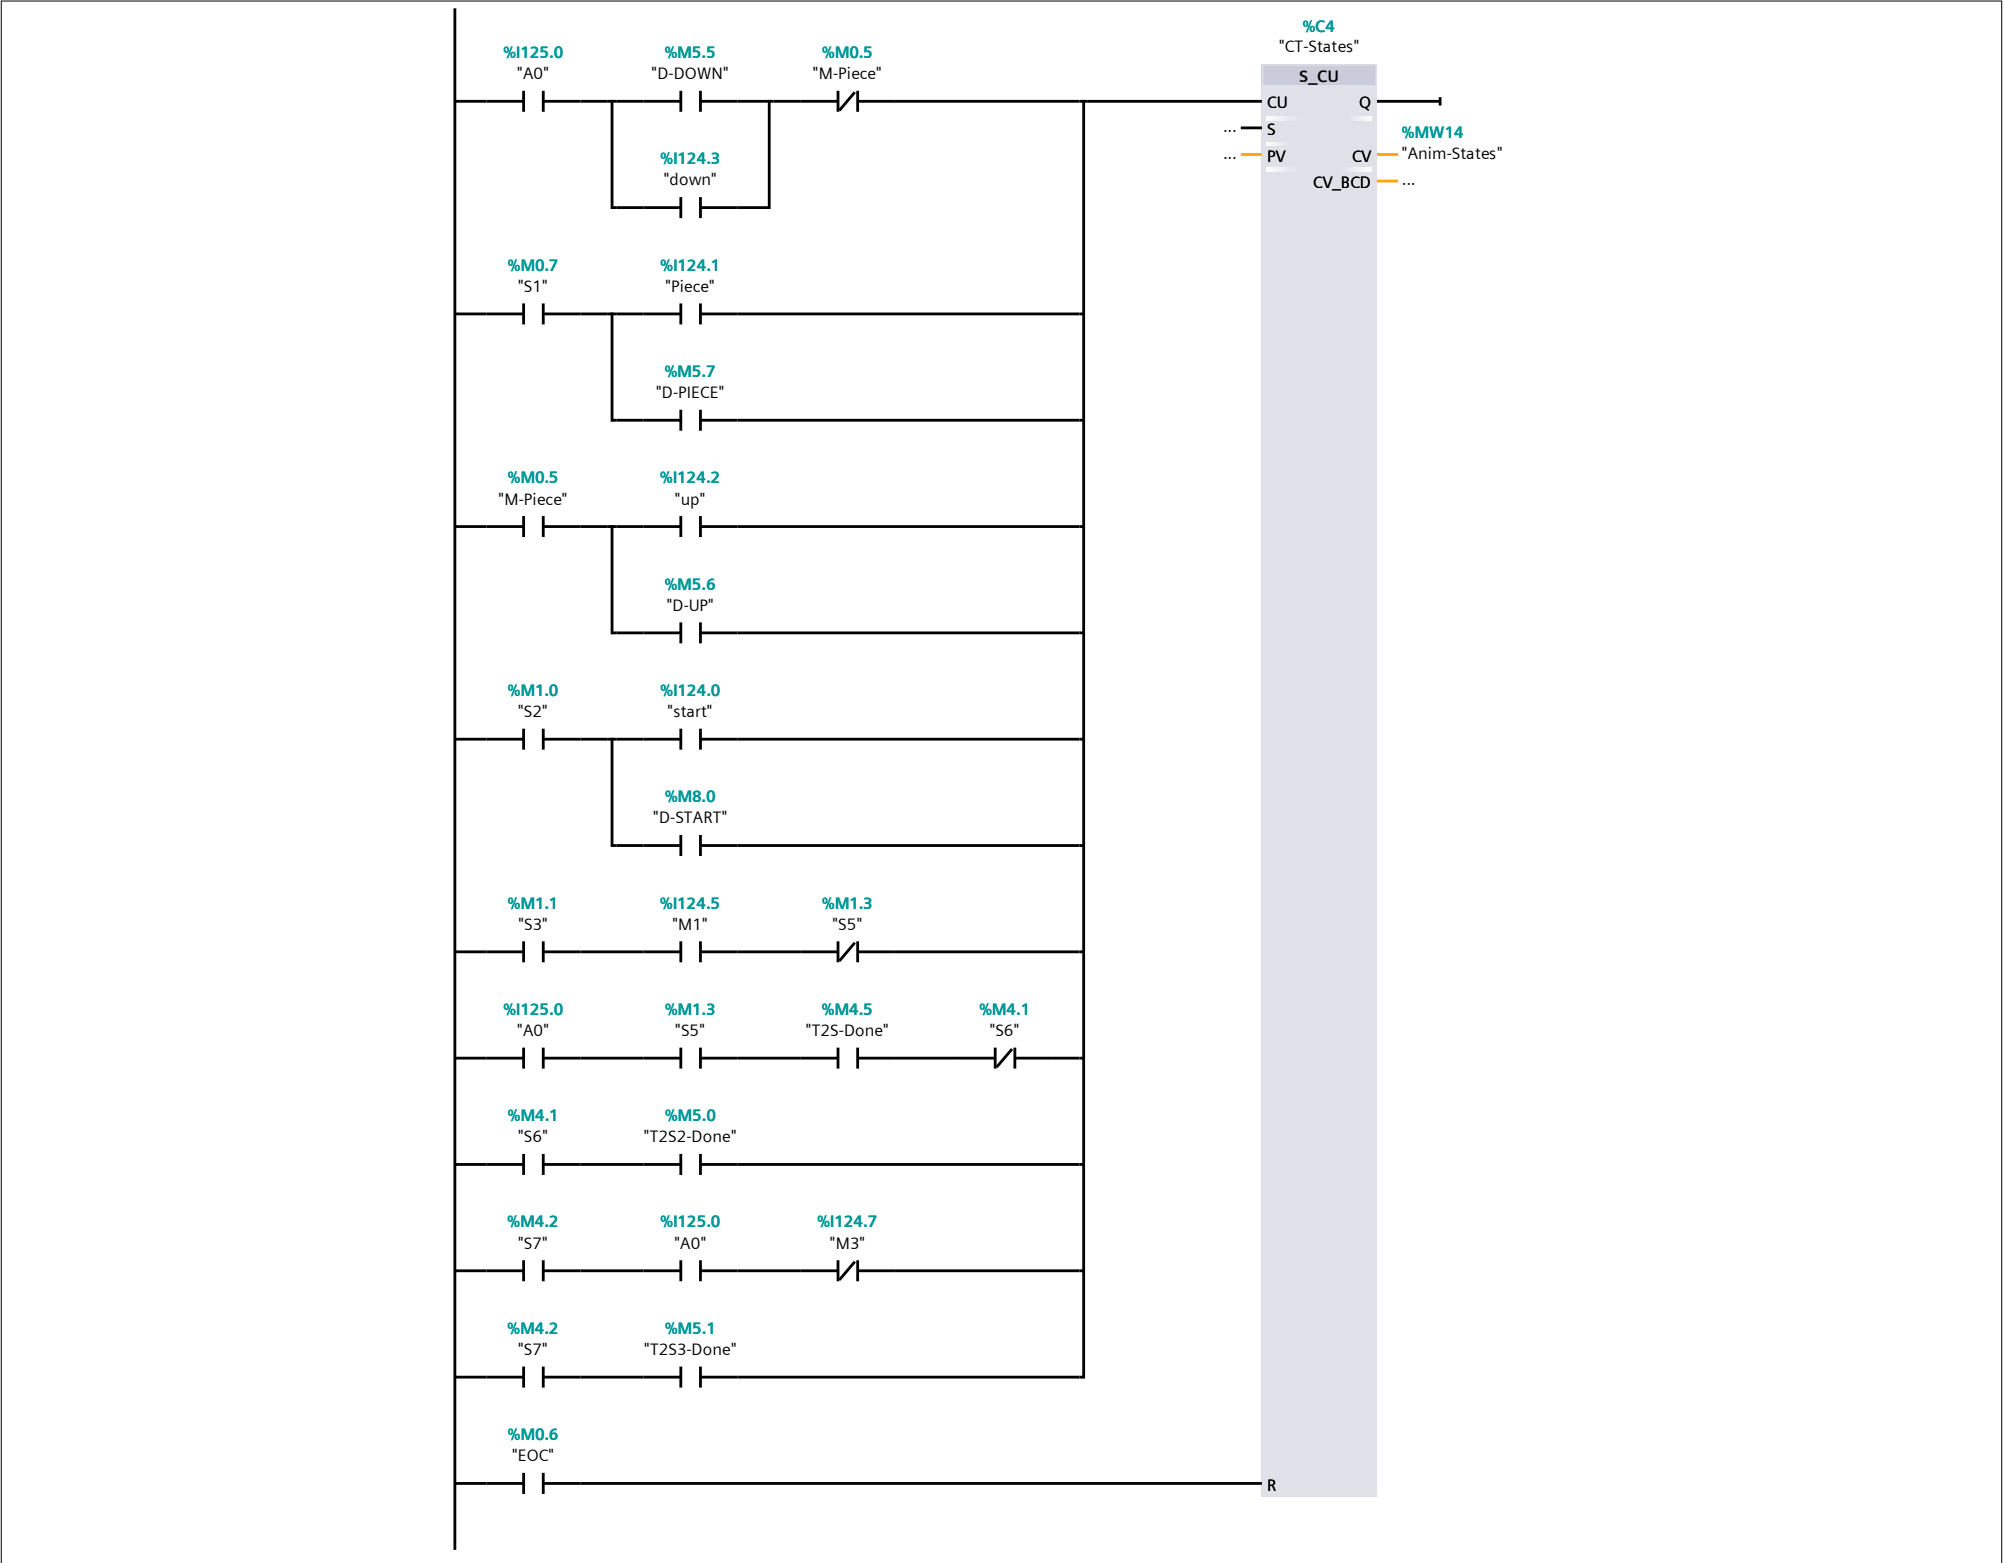 %C4
"CT-States"
%I125.0
%M5.5
%M0.5
"A0"
"D-DOWN"
"M-Piece"
S_CU
CU
Q
...
S
%MW14
%I124.3
...
PV
CV
"Anim-States"
"down"
CV_BCD
...
%M0.7
%I124.1
"S1"
"Piece"
%M5.7
"D-PIECE"
%M0.5
%I124.2
"M-Piece"
"up"
%M5.6
"D-UP"
%M1.0
%I124.0
"S2"
"start"
%M8.0
"D-START"
%M1.1
%I124.5
%M1.3
"S3"
"M1"
"S5"
%I125.0
%M1.3
%M4.5
%M4.1
"A0"
"S5"
"T2S-Done"
"S6"
%M4.1
%M5.0
"S6"
"T2S2-Done"
%M4.2
%I125.0
%I124.7
"S7"
"A0"
"M3"
%M4.2
%M5.1
"S7"
"T2S3-Done"
%M0.6
"EOC"
R